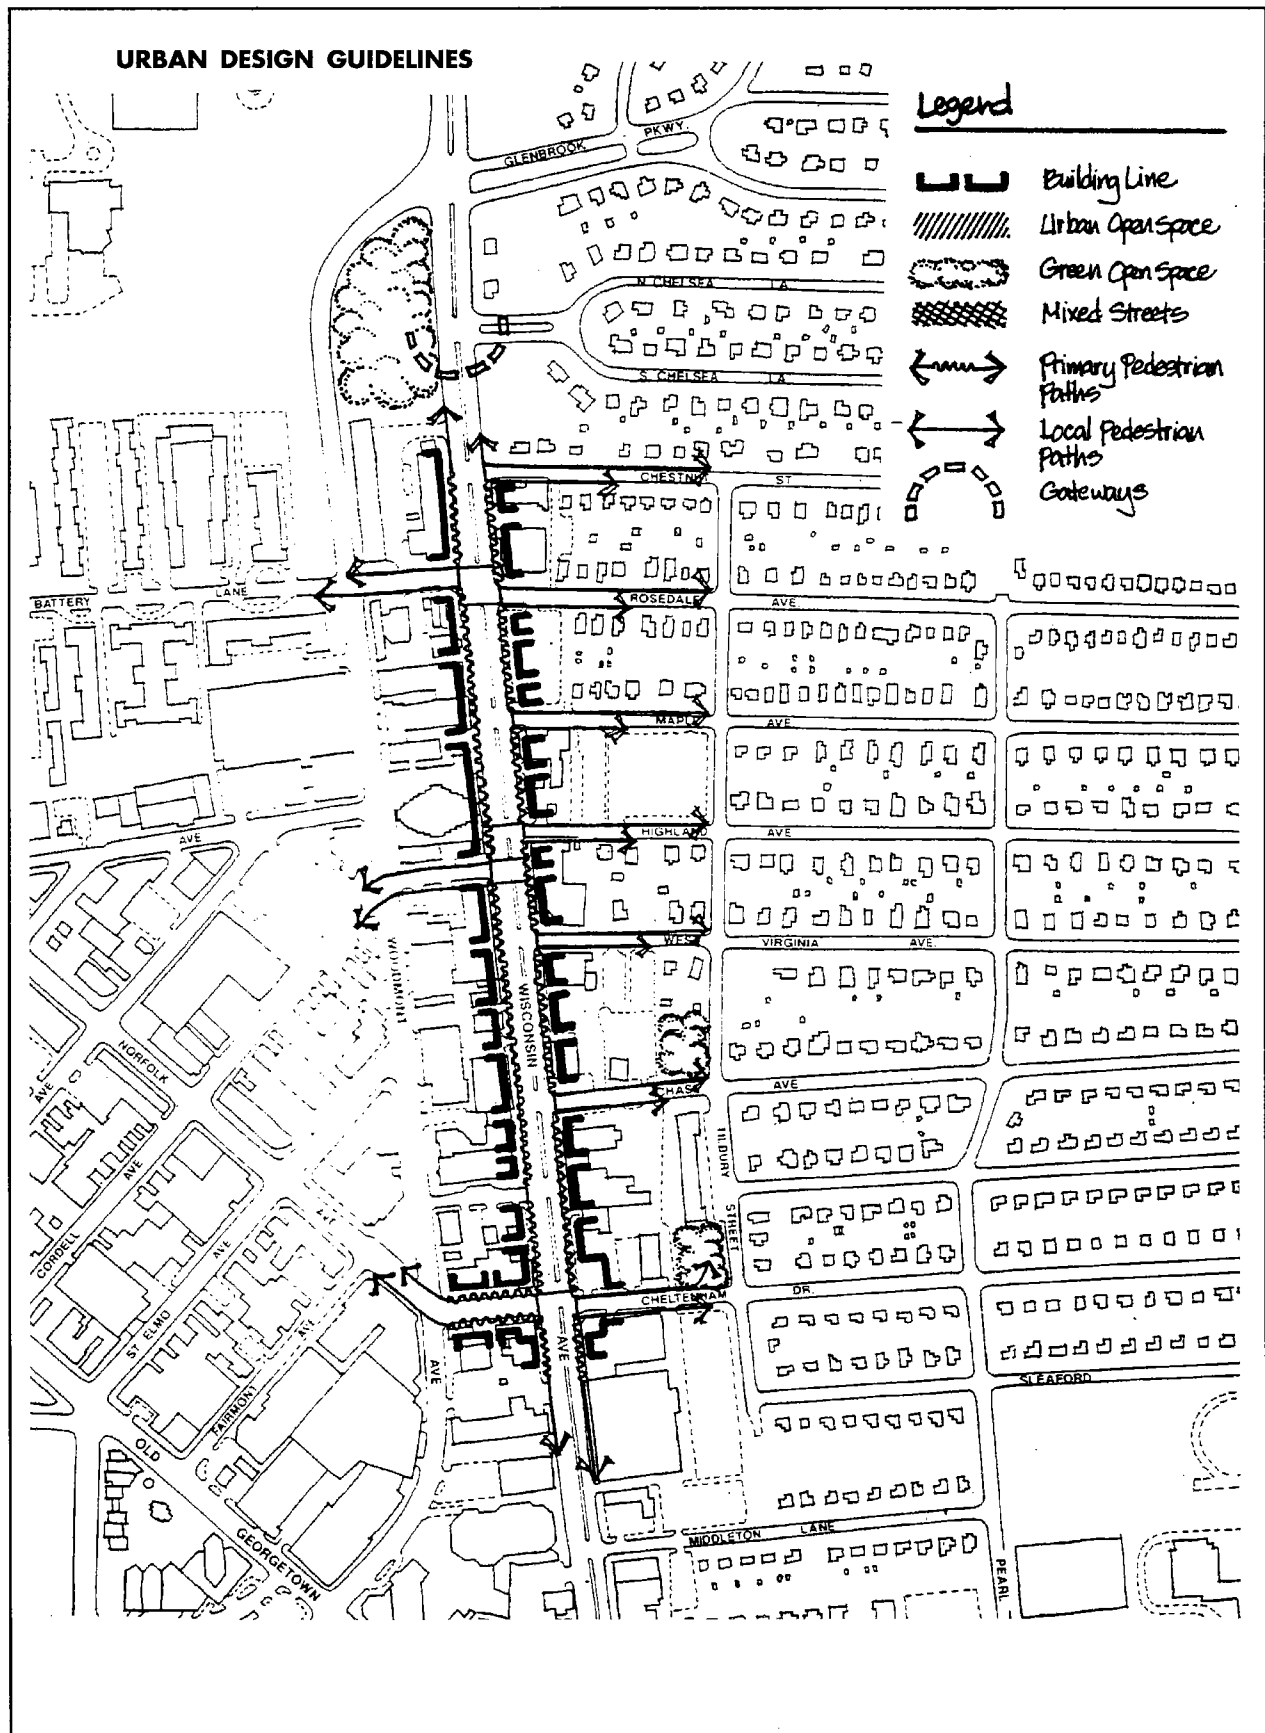 URBAN DESIGN GUIDELINES
Legend
Building Line
Urban Open Space
Green Open Space
Mixed Streets
Primary Pedestrian
Paths
Local Pedestrian
Paths
Gateways
GLENBROOK
PKWY.
N CHELSEA LA.
S. CHELSEA LA.
CHESTNUT ST
BATTERY LANE
ROSEDALE AVE.
MAPLE AVE.
HIGHLAND AVE
AVE
WEST VIRGINIA AVE.
WOODMONT
WISCONSIN
NORFOLK
AVE
CHASE AVE
TILBURY
STREET
AVE
CORDELL
ST ELMO AVE
CHELTENHAM DR.
FAIRMONT AVE
AVE
AVE
SLEAFORD
OLD
GEORGETOWN
MIDDLETON LANE
PEARL